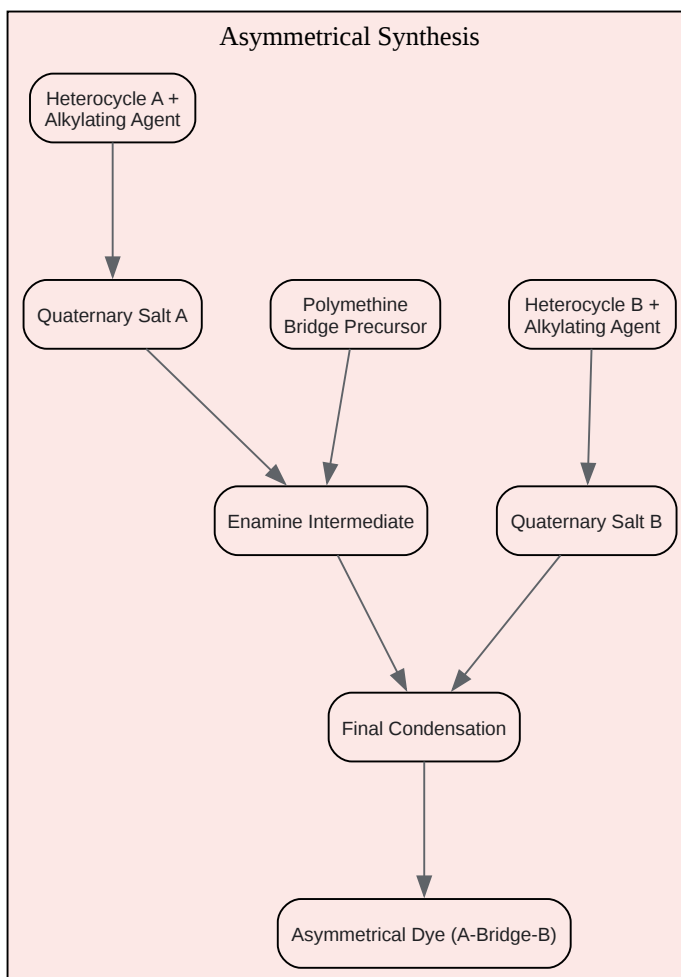 Asymmetrical Synthesis
Heterocycle A +
Alkylating Agent
Quaternary Salt A
Polymethine
Bridge Precursor
Heterocycle B +
Alkylating Agent
Enamine Intermediate
Quaternary Salt B
Final Condensation
Asymmetrical Dye (A-Bridge-B)